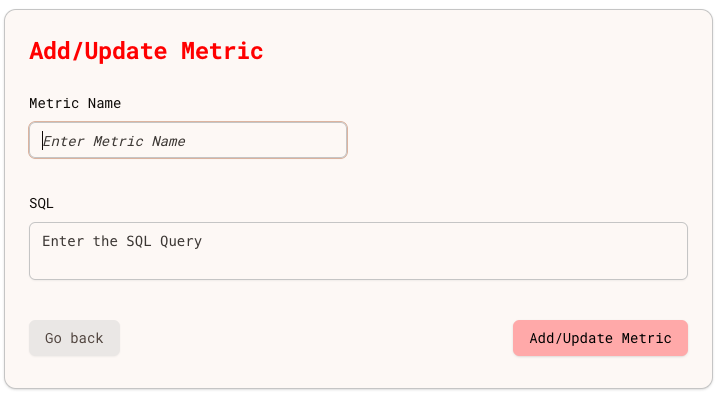 Add/Update Metric
Metric Name
Enter Metric Name
SQL
Enter the SQL Query
Go back
Add/Update Metric